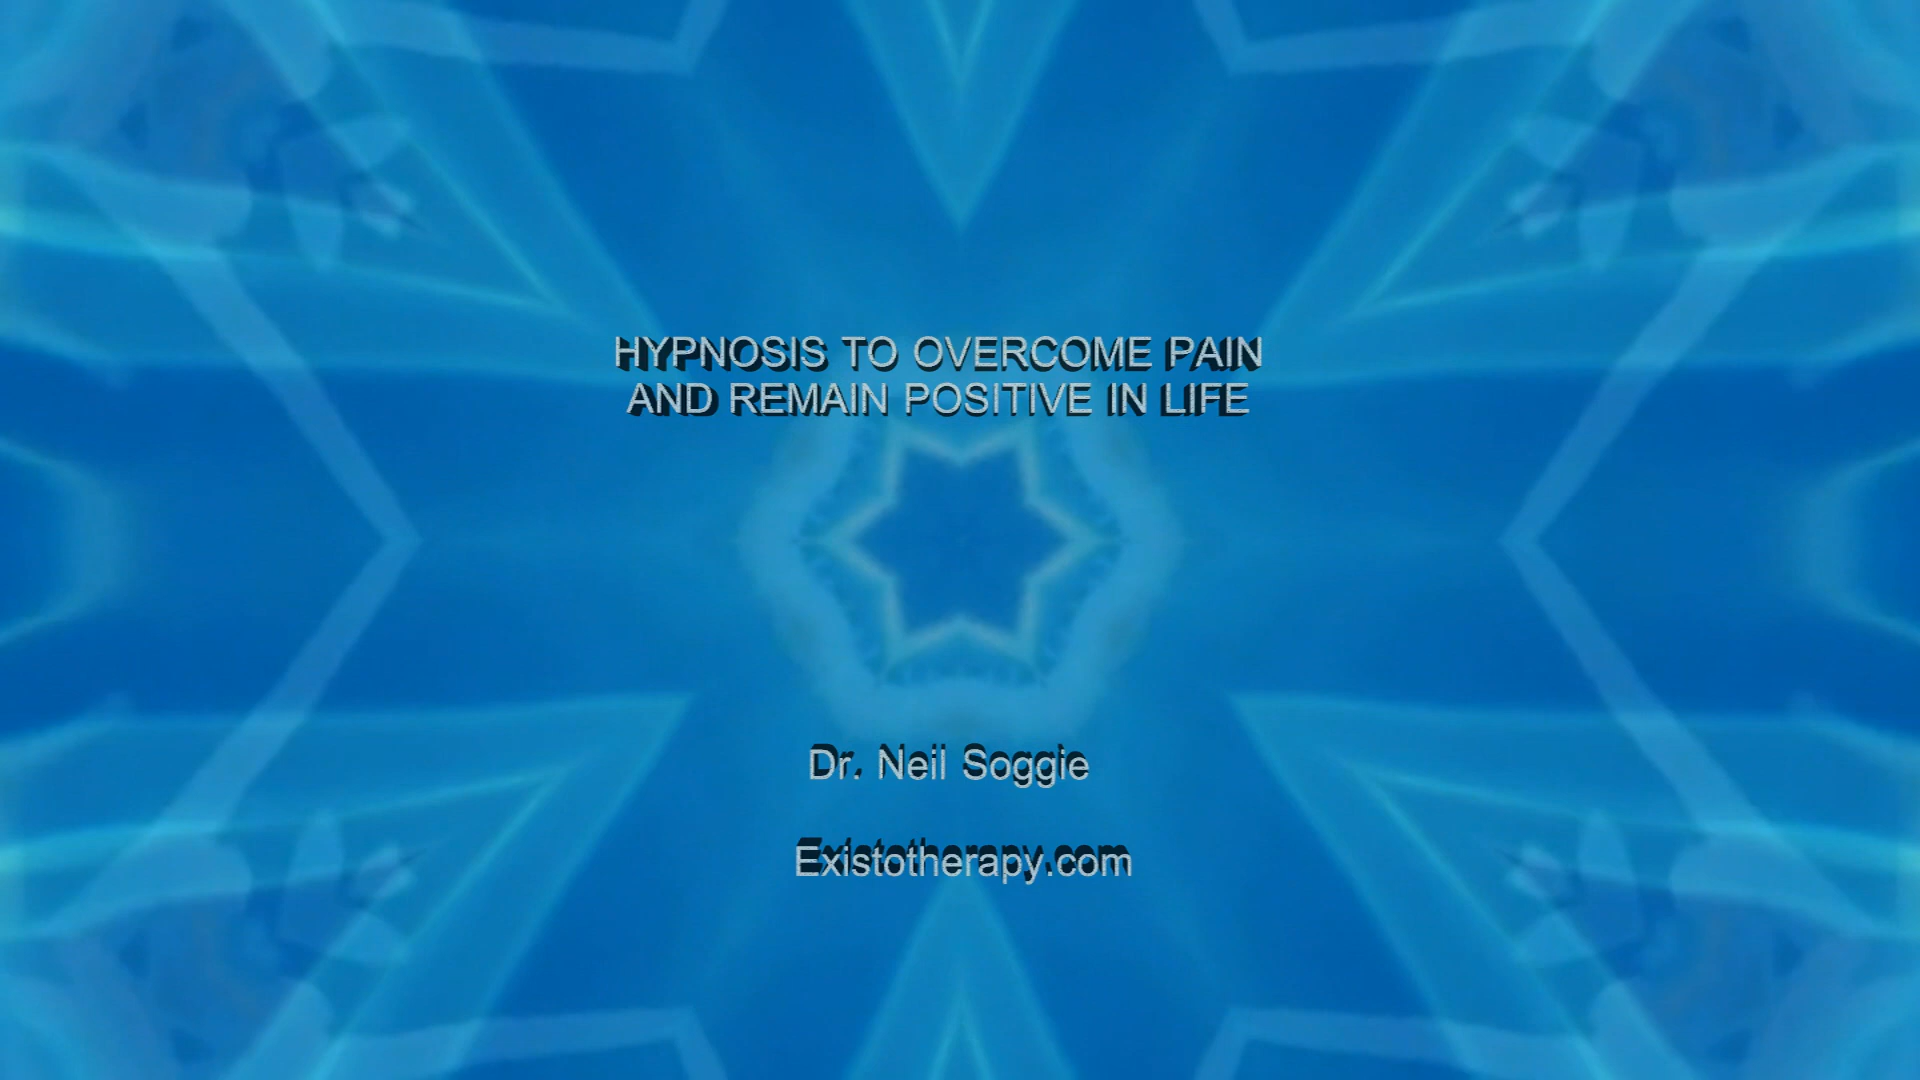 HYPNOSIS TO OVERCOME PAIN
AND REMAIN POSITIVE IN LIFE
Dr. Neil Soggie
Existotherapy.com